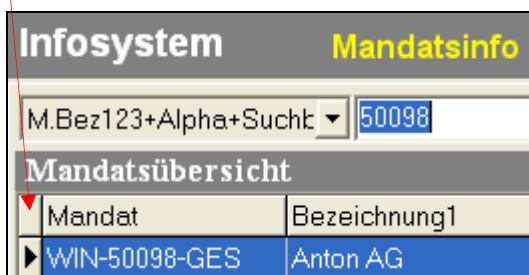 Infosystem Mandatsinfo
M.Bez123+Alpha+Suchb 50098
Mandatsübersicht
Mandat Bezeichnung1
WIN-50098-GES Anton AG